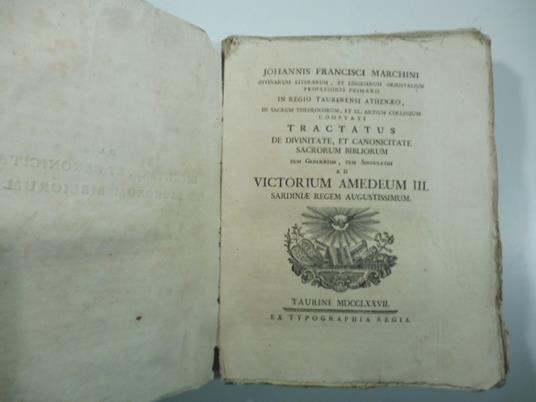 JOHANNIS FRANCISCI MARCHINI
DIVINARUM LITERARUM, ET LINGUARUM ORIENTALIUM
PROFESSORIS PRIMARII
IN REGIO TAURINENSI ATHENÆO,
IN SACRUM THEOLOGORUM, ET LL. ARTIUM COLLEGIUM
COOPTATI
TRACTATUS
DE DIVINITATE, ET CANONICITATE
SACRORUM BIBLIORUM
TUM GENERATIM, TUM SINGULATIM
AD
VICTORIUM AMEDEUM III.
SARDINIÆ REGEM AUGUSTISSIMUM.
TAURINI MDCCLXXVII.
EX TYPOGRAPHIA REGIA.